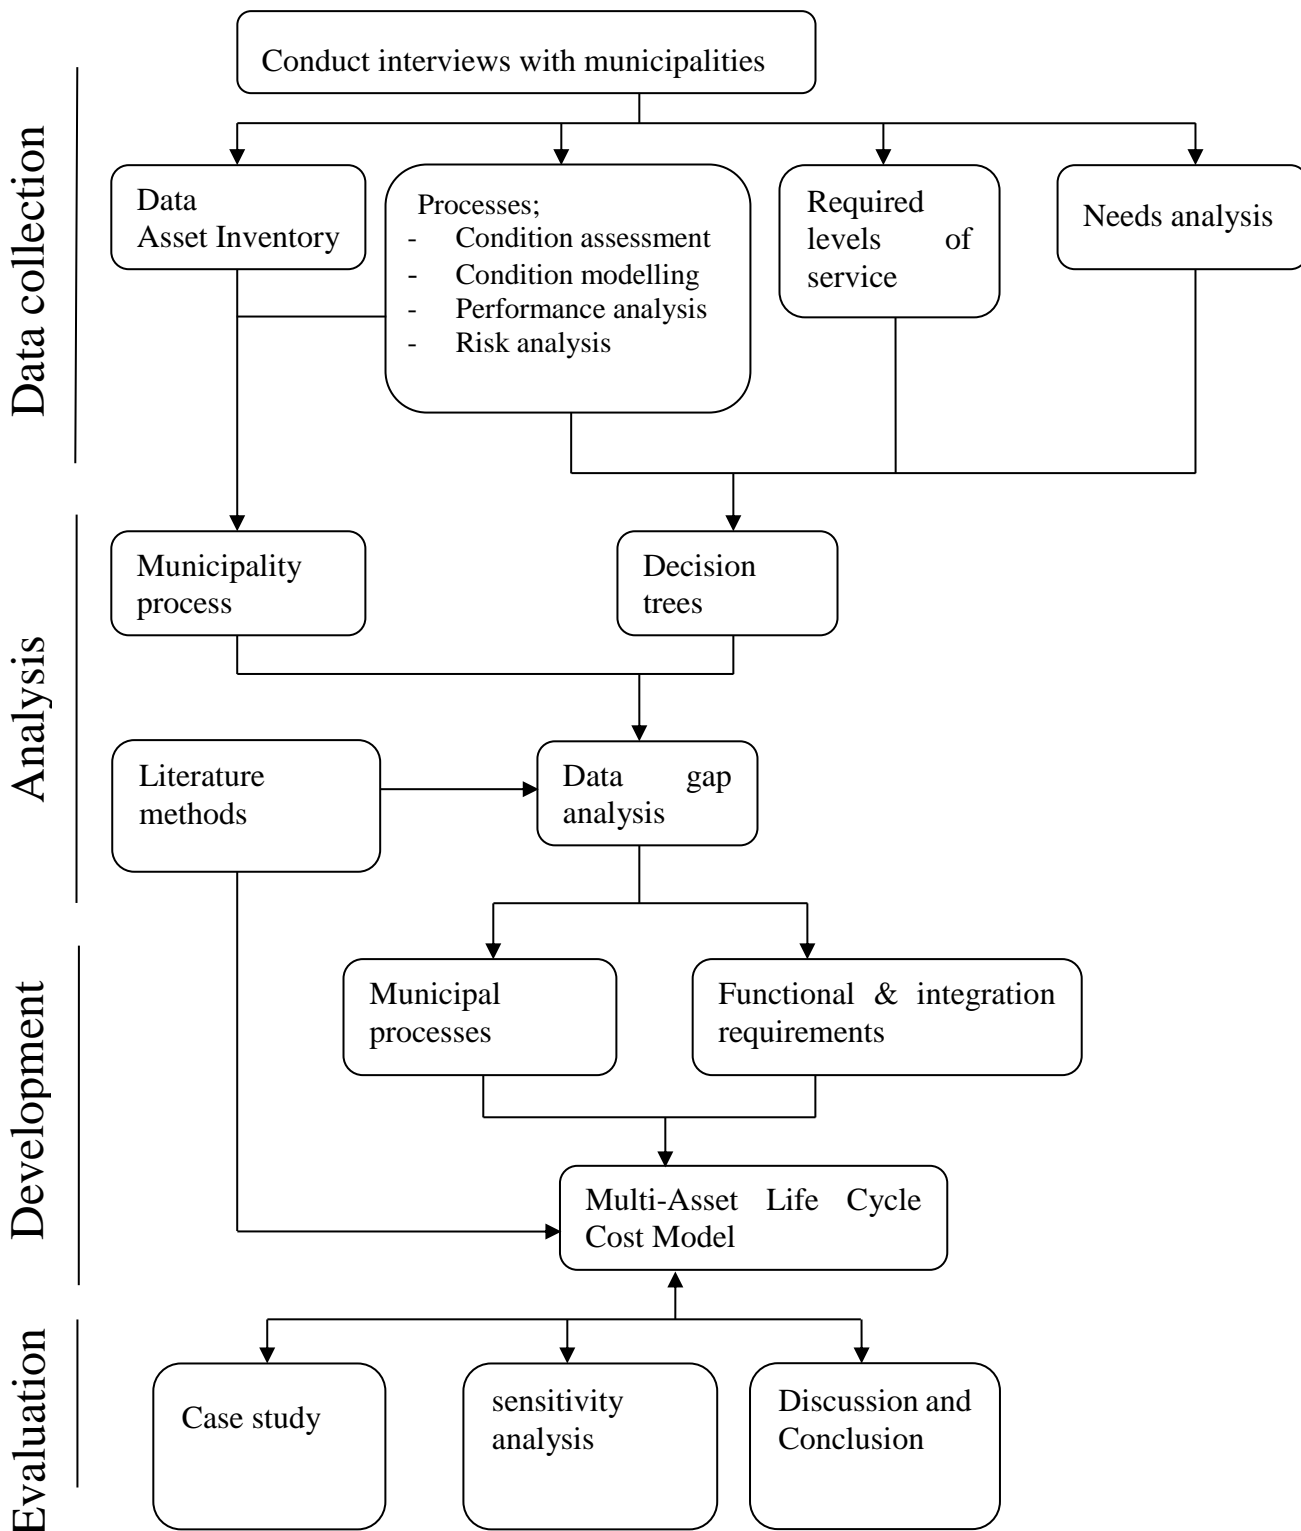 Conduct interviews with municipalities
Data collection
Data
Asset Inventory
Processes;
- Condition assessment
- Condition modelling
- Performance analysis
- Risk analysis
Required
levels of
service
Needs analysis
Analysis
Municipality
process
Decision
trees
Literature
methods
Data gap
analysis
Development
Municipal
processes
Functional & integration
requirements
Multi-Asset Life Cycle
Cost Model
Evaluation
Case study
sensitivity
analysis
Discussion and
Conclusion